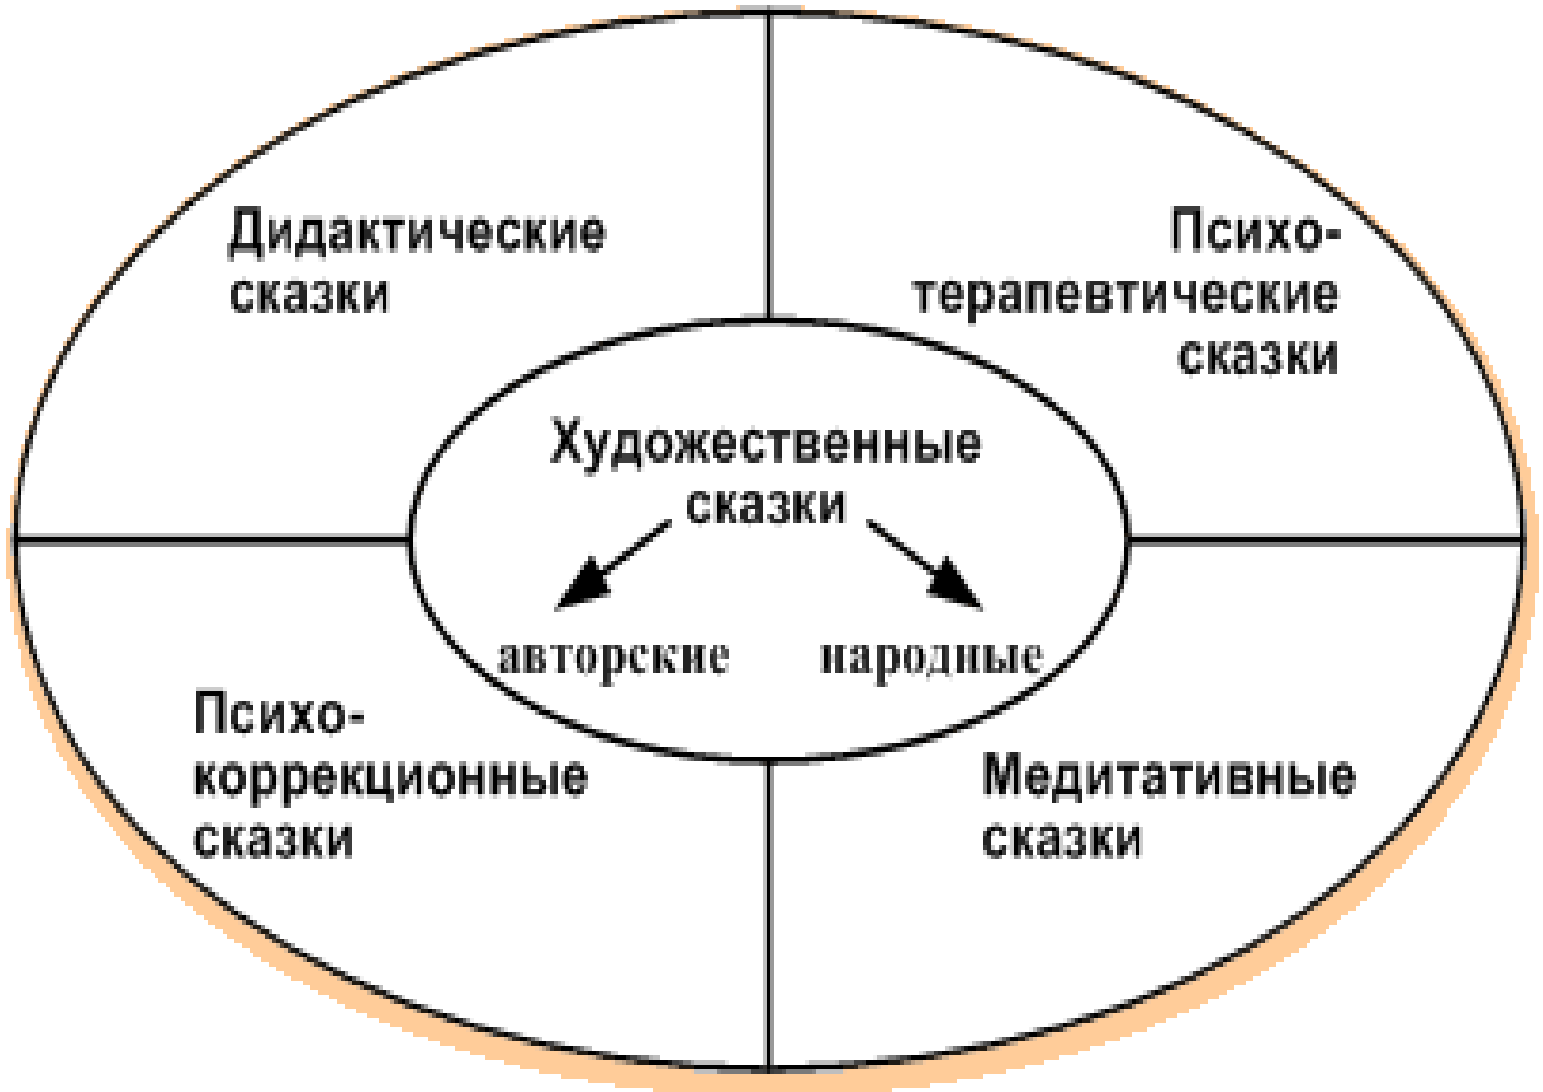 Дидактические
сказки
Психо-
терапевтические
сказки
Художественные
сказки
авторские
народные
Психо-
коррекционные
сказки
Медитативные
сказки